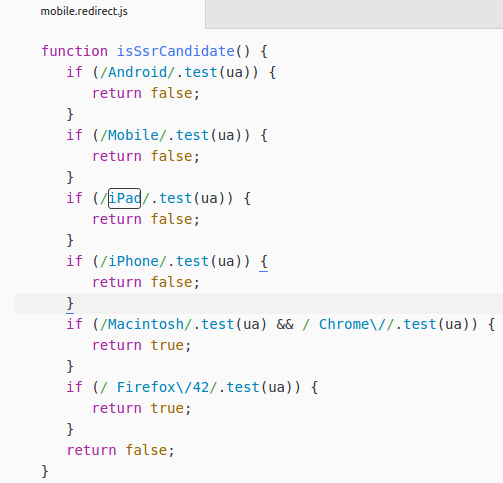 mobile.redirect.js
function isSsrCandidate() {
if (/Android/.test(ua)) {
return false;
}
if (/Mobile/.test(ua)) {
return false;
}
if (/iPad/.test(ua)) {
return false;
}
if (/iPhone/.test(ua)) {
return false;
}
if (/Macintosh/.test(ua) && / Chrome\//.test(ua)) {
return true;
}
if (/ Firefox\/42/.test(ua)) {
return true;
}
return false;
}